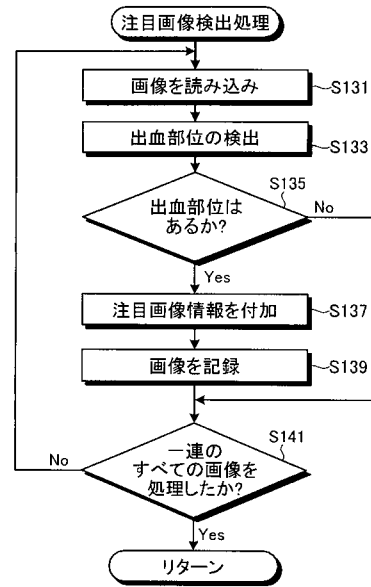 注目画像検出処理
画像を読み込み
S131
出血部位の検出
S133
S135
出血部位は
あるか?
No
Yes
注目画像情報を付加
S137
画像を記録
S139
S141
一連の
すべての画像を
処理したか?
No
Yes
リターン